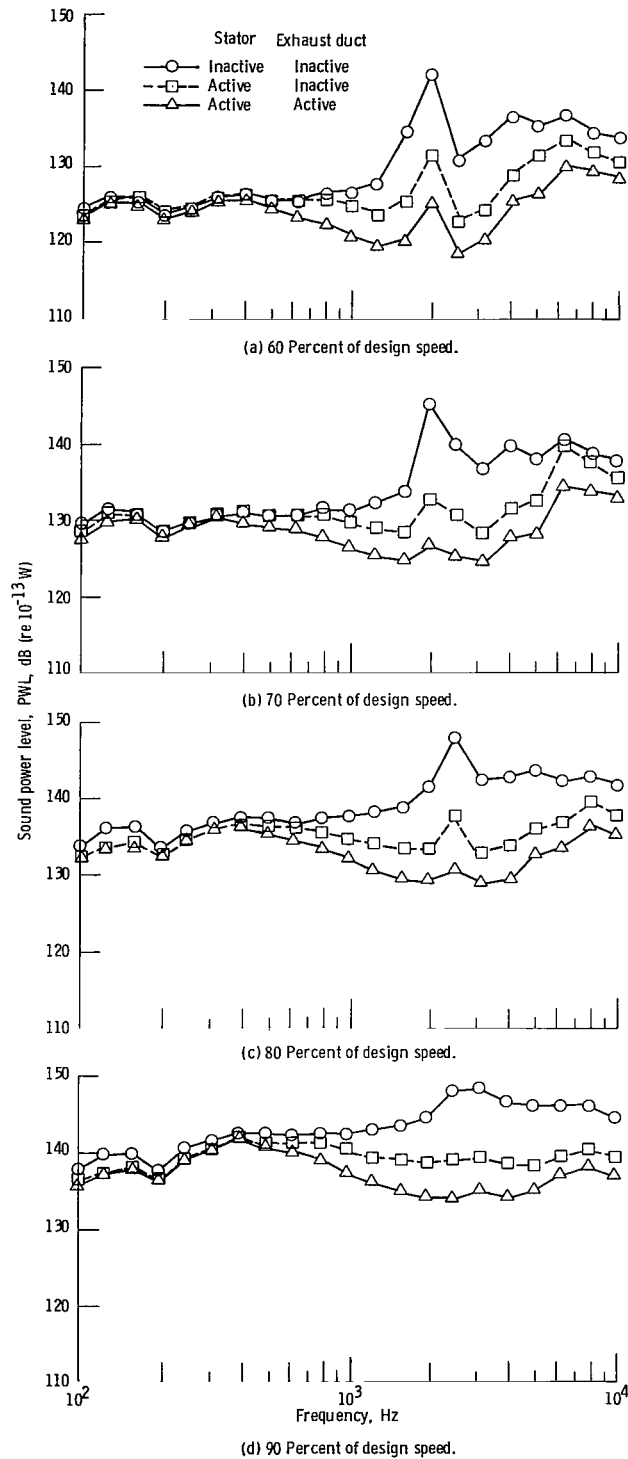 Stator Exhaust duct
Inactive Inactive
Active Inactive
Active Active
150
140
130
120
110
(a) 60 Percent of design speed.
150
140
130
120
110
(b) 70 Percent of design speed.
Sound power level, PWL, dB (re 10^-13 W)
150
140
130
120
110
(c) 80 Percent of design speed.
150
140
130
120
110
10^2 10^3 10^4
Frequency, Hz
(d) 90 Percent of design speed.